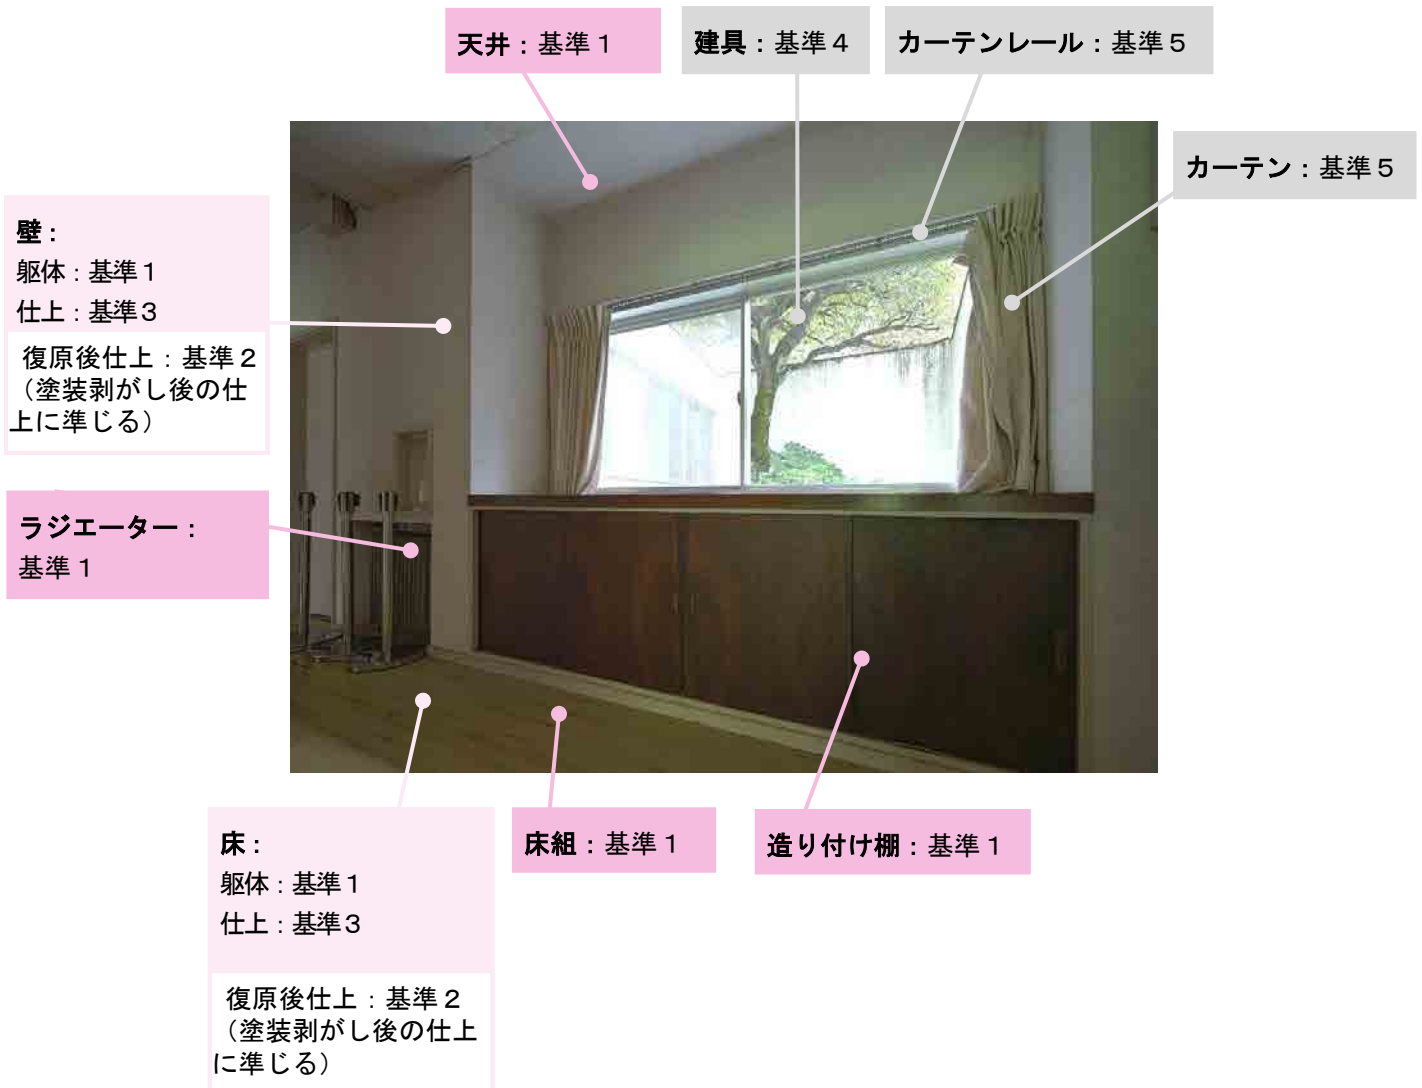 天井：基準１
建具：基準４
カーテンレール：基準５
カーテン：基準５
壁：
躯体：基準１
仕上：基準３
復原後仕上：基準２
（塗装剥がし後の仕
上に準じる）
ラジエーター：
基準１
床：
躯体：基準１
仕上：基準３
復原後仕上：基準２
（塗装剥がし後の仕上
に準じる）
床組：基準１
造り付け棚：基準１